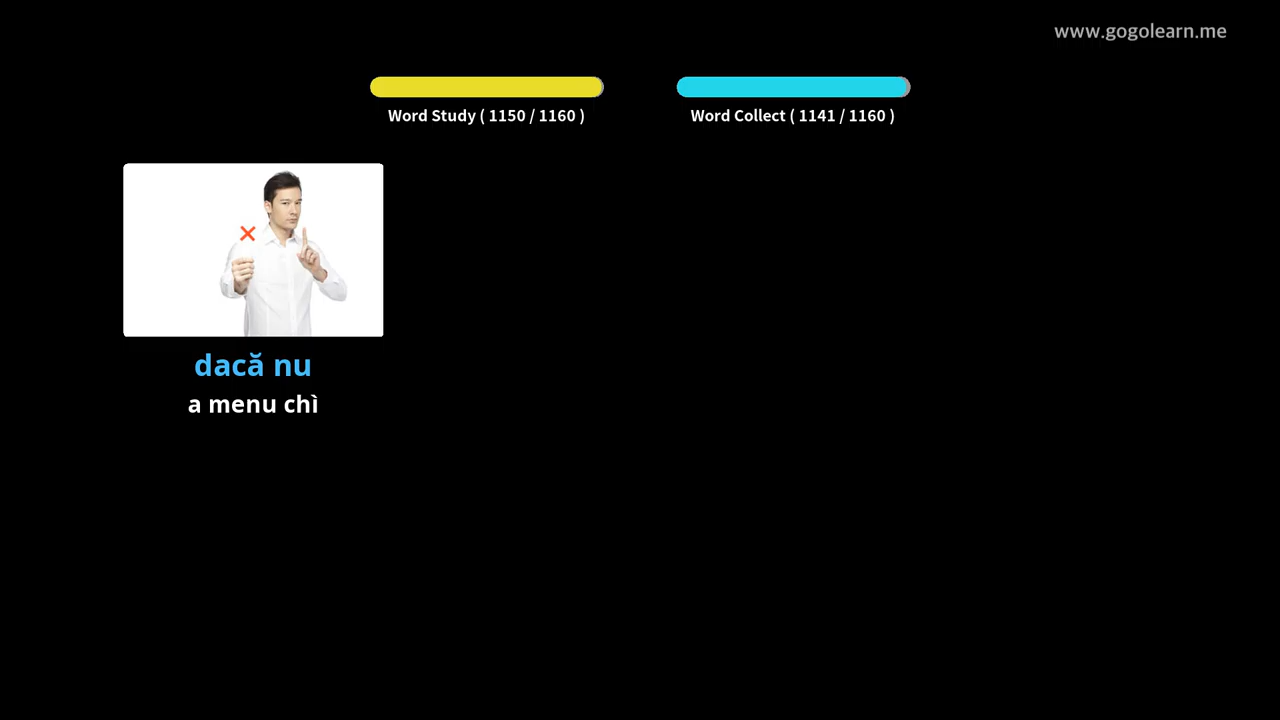 www.gogolearn.me
Word Study ( 1150 / 1160 )
Word Collect ( 1141 / 1160 )
dacă nu
a menu chì